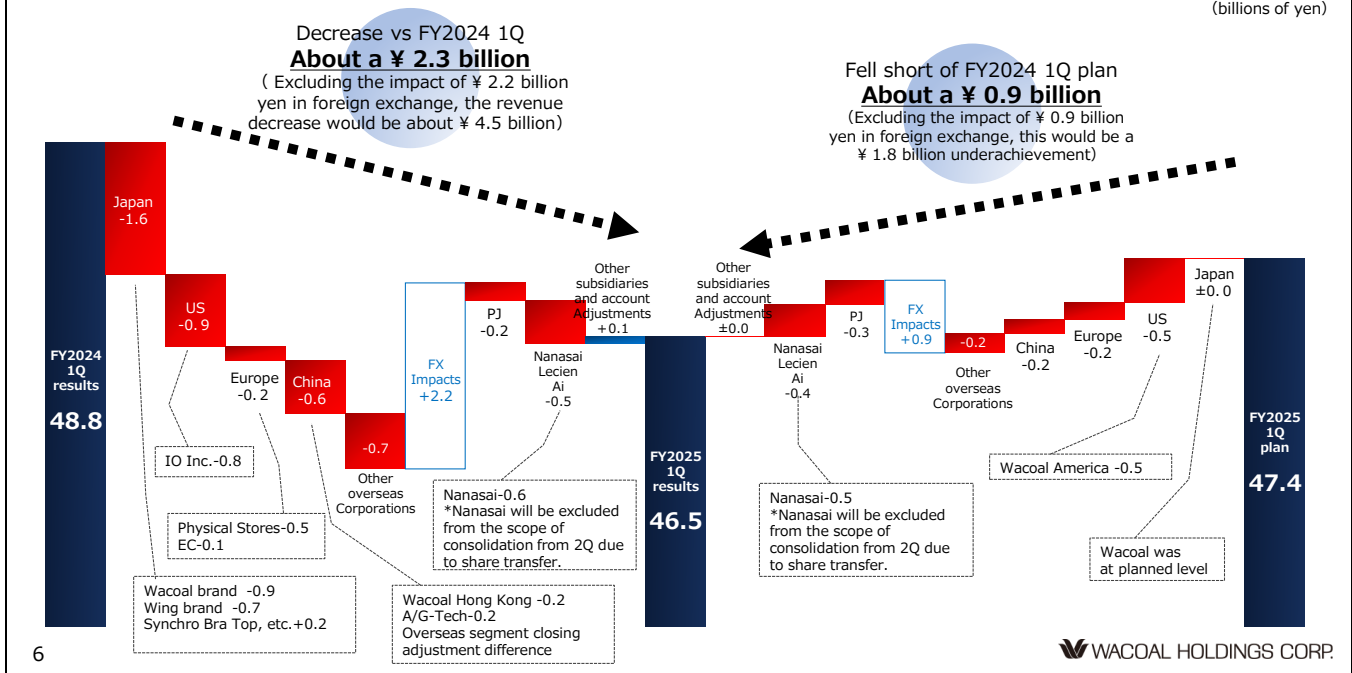 (billions of yen)
Decrease vs FY2024 1Q
About a ¥ 2.3 billion
( Excluding the impact of ¥ 2.2 billion
yen in foreign exchange, the revenue
decrease would be about ¥ 4.5 billion)
Fell short of FY2024 1Q plan
About a ¥ 0.9 billion
(Excluding the impact of ¥ 0.9 billion
yen in foreign exchange, this would be a
¥ 1.8 billion underachievement)
FY2024
1Q
results
48.8
Japan
-1.6
US
-0.9
Europe
-0.2
China
-0.6
-0.7
Other
overseas
Corporations
FX
Impacts
+2.2
PJ
-0.2
Nanasai
Lecien
Ai
-0.5
Other
subsidiaries
and account
Adjustments
+0.1
FY2025
1Q
results
46.5
Other
subsidiaries
and account
Adjustments
±0.0
Nanasai
Lecien
Ai
-0.4
PJ
-0.3
FX
Impacts
+0.9
-0.2
Other
overseas
Corporations
China
-0.2
Europe
-0.2
US
-0.5
Japan
±0.0
FY2025
1Q
plan
47.4
IO Inc.-0.8
Physical Stores-0.5
EC-0.1
Wacoal brand -0.9
Wing brand -0.7
Synchro Bra Top, etc.+0.2
Wacoal Hong Kong -0.2
A/G-Tech-0.2
Overseas segment closing
adjustment difference
Nanasai-0.6
*Nanasai will be excluded
from the scope of
consolidation from 2Q due
to share transfer.
Nanasai-0.5
*Nanasai will be excluded
from the scope of
consolidation from 2Q due
to share transfer.
Wacoal America -0.5
Wacoal was
at planned level
6
WACOAL HOLDINGS CORP.